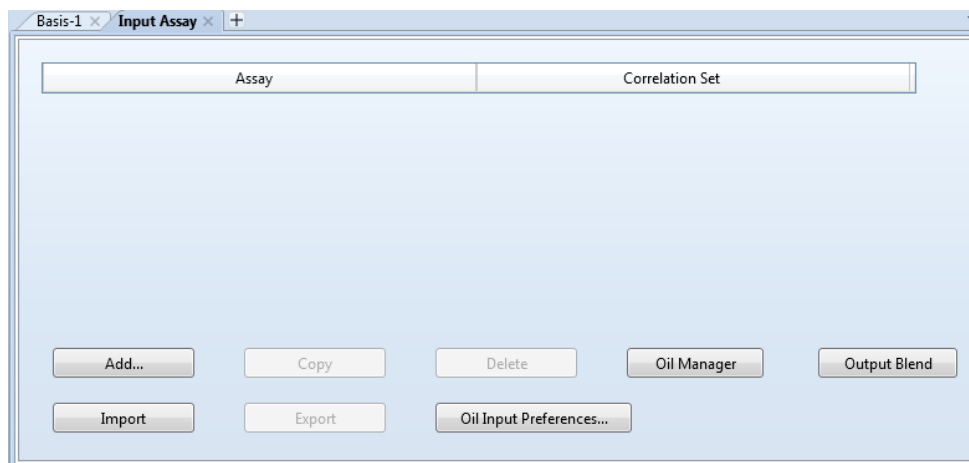 Basis-1 Input Assay +
Assay Correlation Set
Add... Copy Delete Oil Manager Output Blend
Import Export Oil Input Preferences...